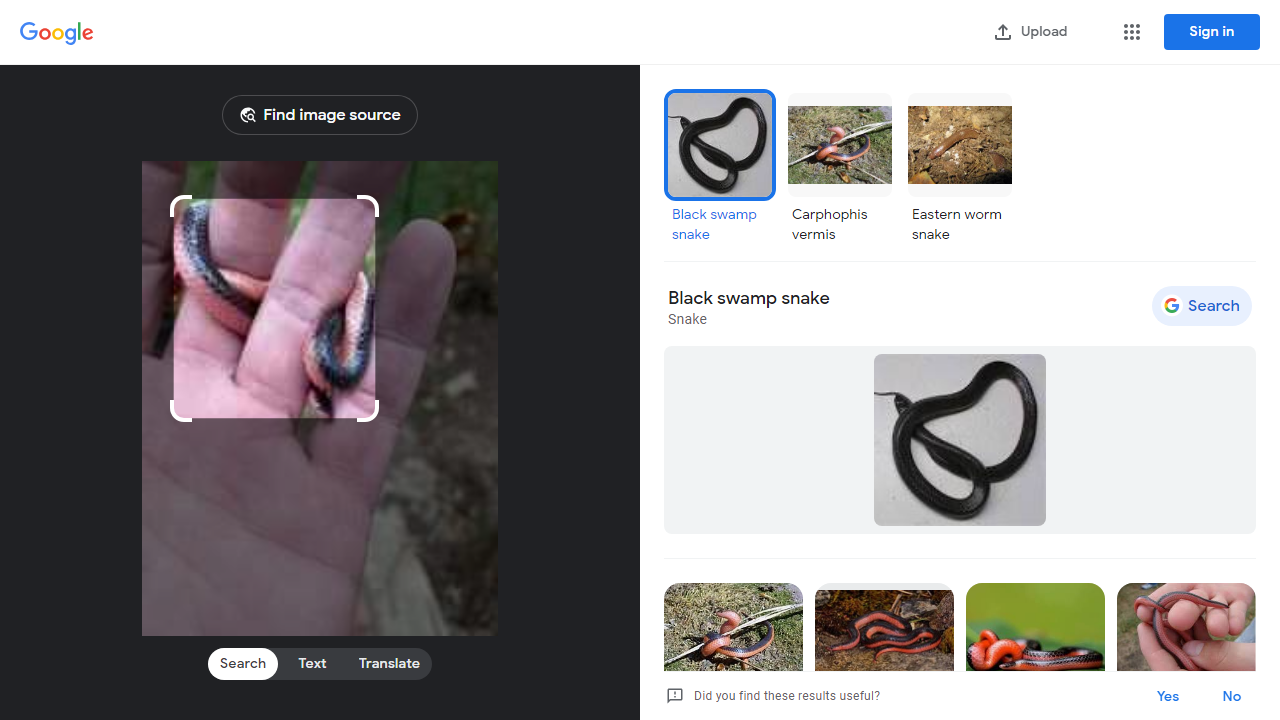 Google
Upload
Sign in
Find image source
Black swamp snake
Carphophis vermis
Eastern worm snake
Black swamp snake
Snake
Search
Search
Text
Translate
Did you find these results useful?
Yes
No